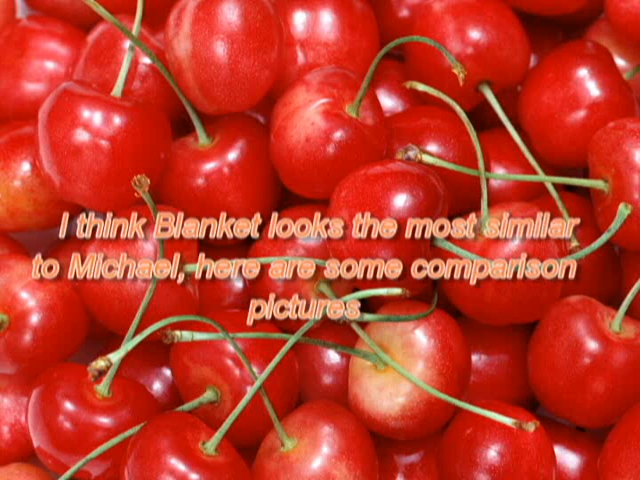 I think Blanket looks the most similar
to Michael, here are some comparison
pictures